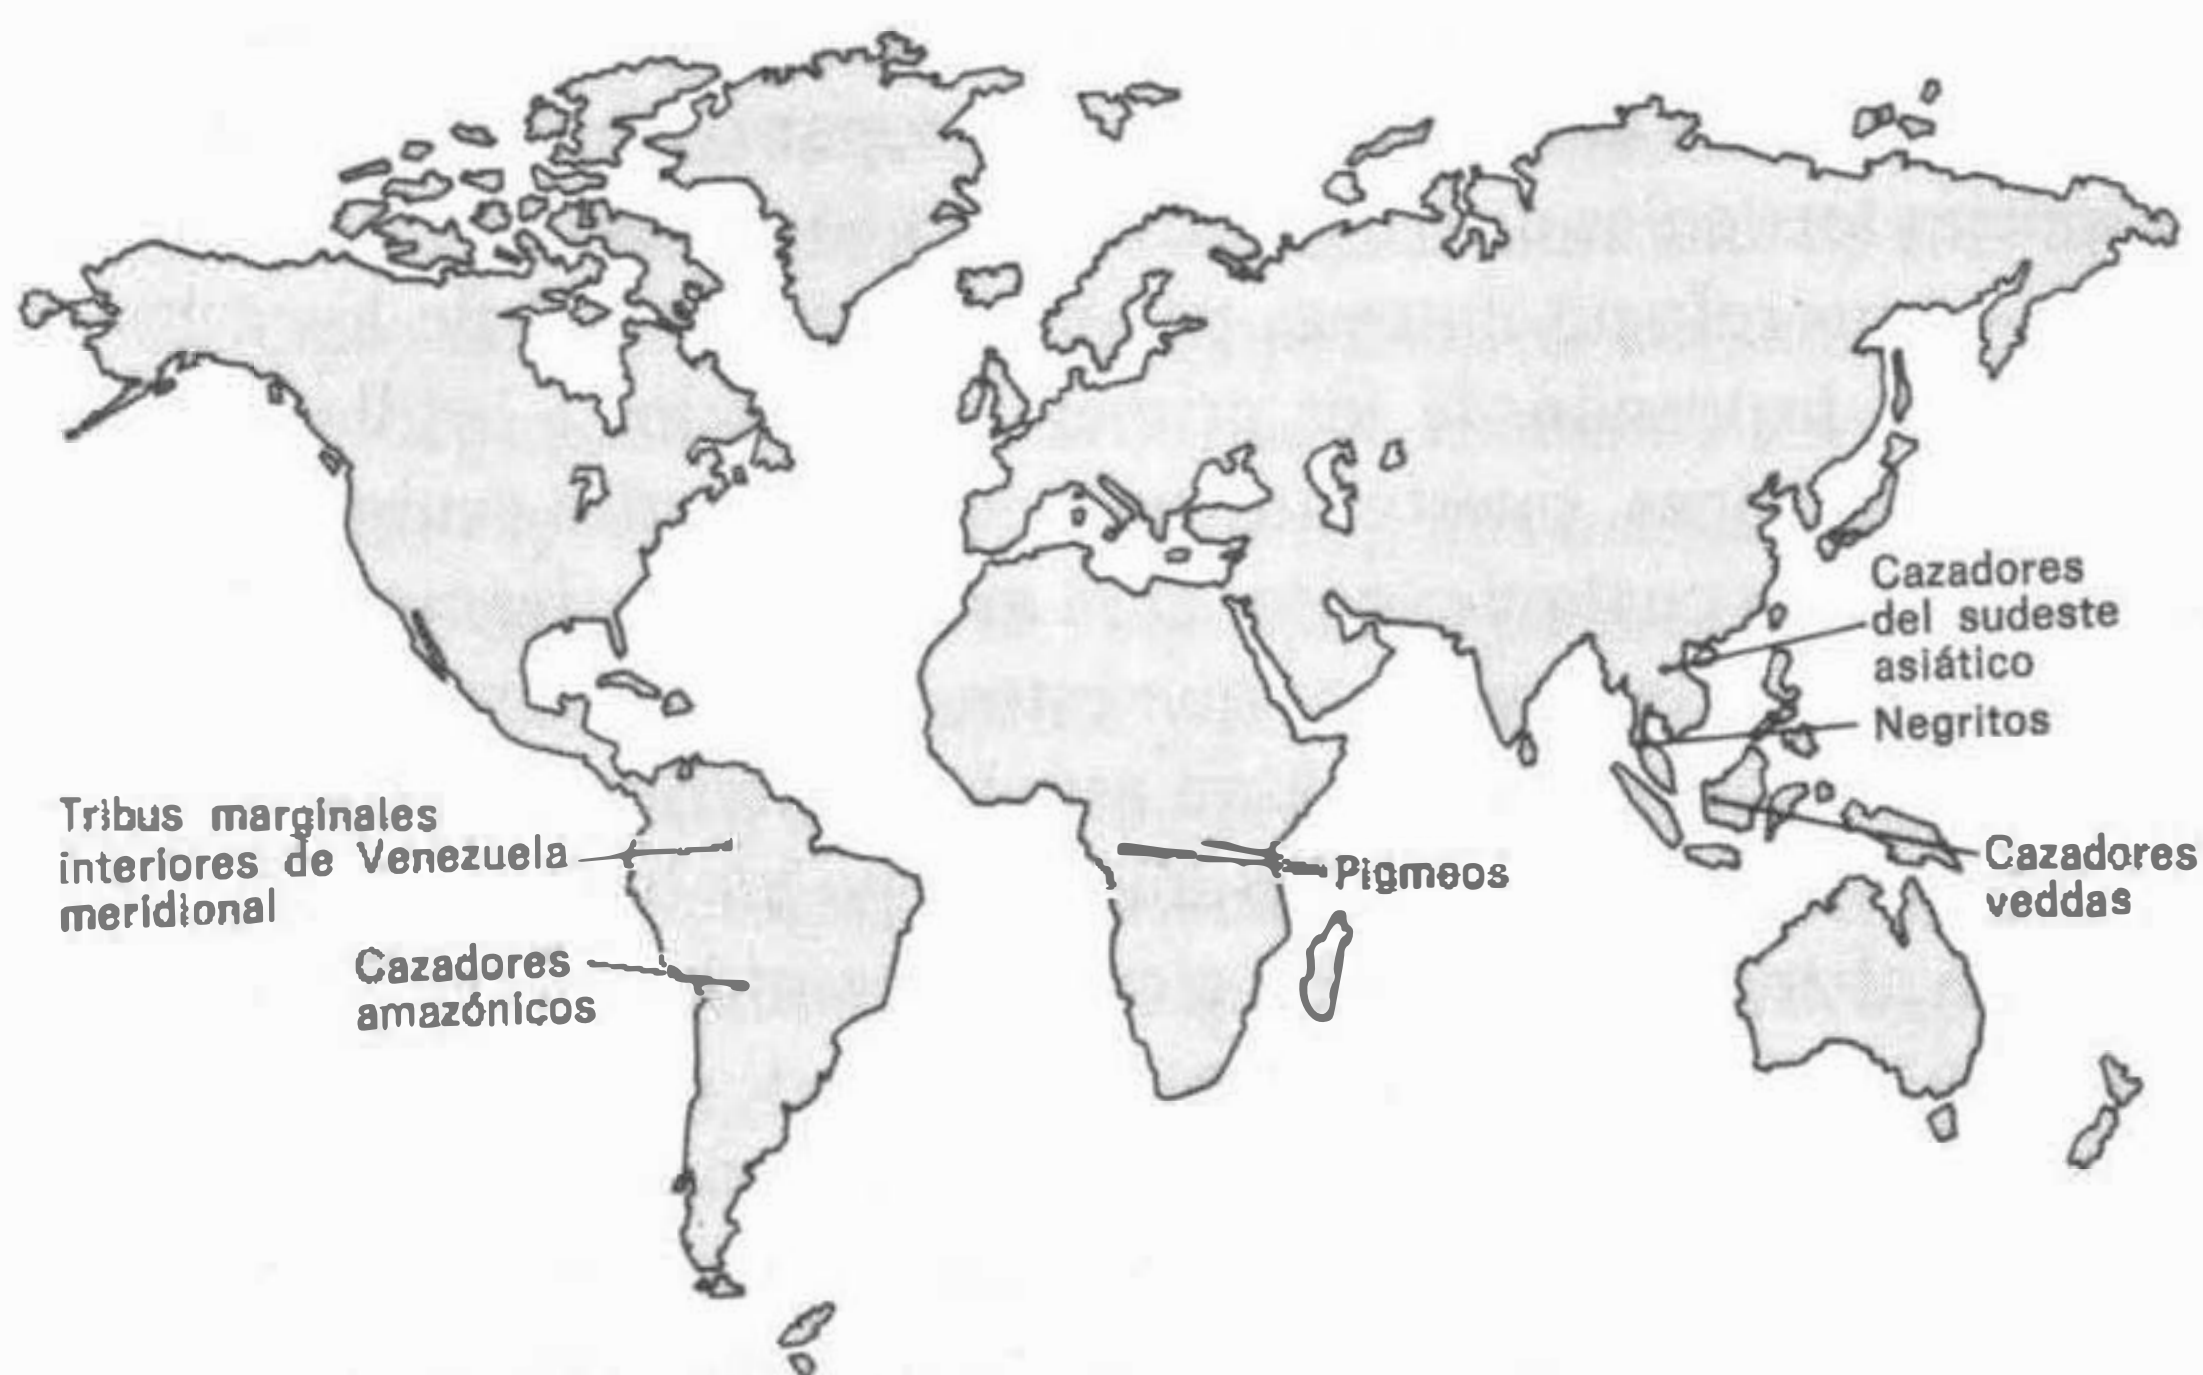 Cazadores
del sudeste
asiático
Negritos
Tribus marginales
interiores de Venezuela
meridional
Pigmeos
Cazadores
veddas
Cazadores
amazónicos